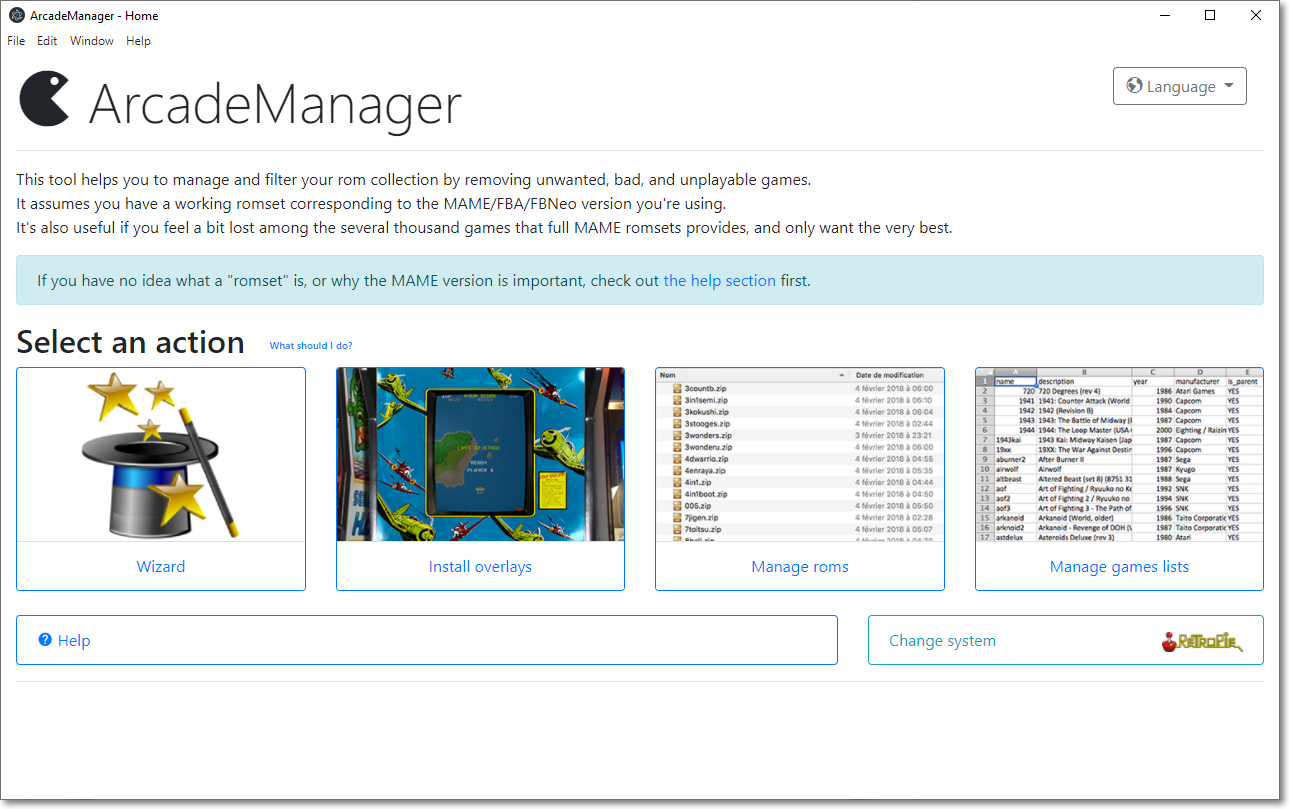 ArcadeManager - Home
File Edit Window Help
ArcadeManager
Language
This tool helps you to manage and filter your rom collection by removing unwanted, bad, and unplayable games.
It assumes you have a working romset corresponding to the MAME/FBA/FBNeo version you're using.
It's also useful if you feel a bit lost among the several thousand games that full MAME romsets provides, and only want the very best.
If you have no idea what a "romset" is, or why the MAME version is important, check out the help section first.
Select an action What should I do?
READY
PLAYER 1
Nom Date de modification
3countb.zip 4 février 2018 à 06:00
3in1semi.zip 4 février 2018 à 06:10
3kokushi.zip 4 février 2018 à 06:04
3stooges.zip 4 février 2018 à 02:44
3wonders.zip 3 février 2018 à 23:21
3wonderu.zip 4 février 2018 à 06:00
4dwarrio.zip 4 février 2018 à 04:55
4enraya.zip 4 février 2018 à 05:35
4in1.zip 4 février 2018 à 04:44
4in1boot.zip 4 février 2018 à 04:50
005.zip 4 février 2018 à 05:03
7jigen.zip 4 février 2018 à 02:28
7toitsu.zip 4 février 2018 à 05:07
8ball.zip 4 février 2018 à 04:20
A B C D E
1 name description year manufacturer is_parent
2 720 720 Degrees (rev 4) 1986 Atari Games YES
3 1941 1941: Counter Attack (World 1990 Capcom YES
4 1942 1942 (Revision B) 1984 Capcom YES
5 1943 1943: The Battle of Midway ( 1987 Capcom YES
6 1944 1944: The Loop Master (USA 2000 Eighting / Raizin YES
7 1943kai 1943 Kai: Midway Kaisen (Jap 1987 Capcom YES
8 19xx 19XX: The War Against Destin 1996 Capcom YES
9 aburner2 After Burner II 1987 Sega YES
10 airwolf Airwolf 1987 Kyugo YES
11 altbeast Altered Beast (set 8) (8751 31 1988 Sega YES
12 aof Art of Fighting / Ryuuko no Ke 1992 SNK YES
13 aof2 Art of Fighting 2 / Ryuuko no 1994 SNK YES
14 aof3 Art of Fighting 3 - The Path of 1996 SNK YES
15 arkanoid Arkanoid (World, older) 1986 Taito Corporatic YES
16 arknoid2 Arkanoid - Revenge of DOH (V 1987 Taito Corporatic YES
17 astdelux Asteroids Deluxe (rev 3) 1980 Atari YES
Wizard Install overlays Manage roms Manage games lists
Help Change system RetroPie